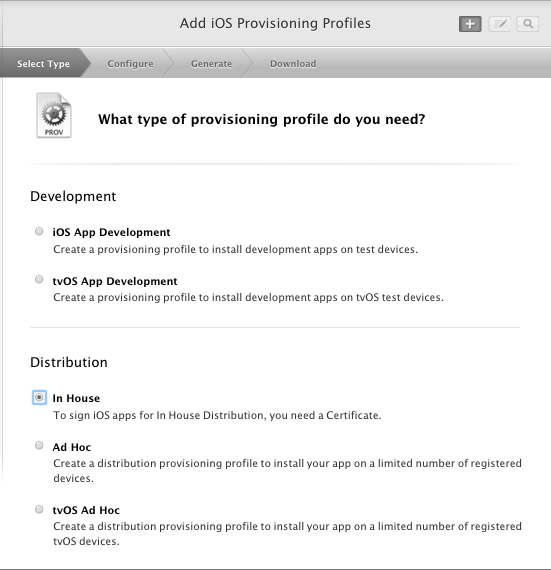 Add iOS Provisioning Profiles
Select Type
Configure
Generate
Download
PROV
What type of provisioning profile do you need?
Development
iOS App Development
Create a provisioning profile to install development apps on test devices.
tvOS App Development
Create a provisioning profile to install development apps on tvOS test devices.
Distribution
In House
To sign iOS apps for In House Distribution, you need a Certificate.
Ad Hoc
Create a distribution provisioning profile to install your app on a limited number of registered
devices.
tvOS Ad Hoc
Create a distribution provisioning profile to install your app on a limited number of registered
tvOS devices.